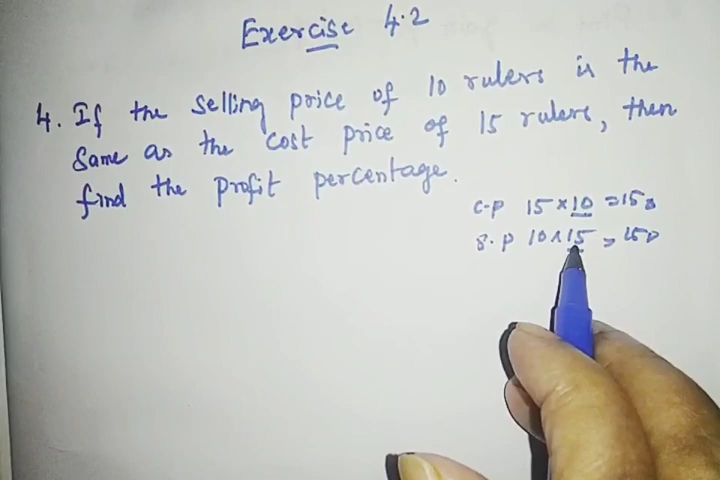 Exercise 4.2
4. If the selling price of 10 rulers is the
same as the cost price of 15 rulers, then
find the profit percentage.
C.P 15 × 10 = 150
S.P 10 × 15 = 150